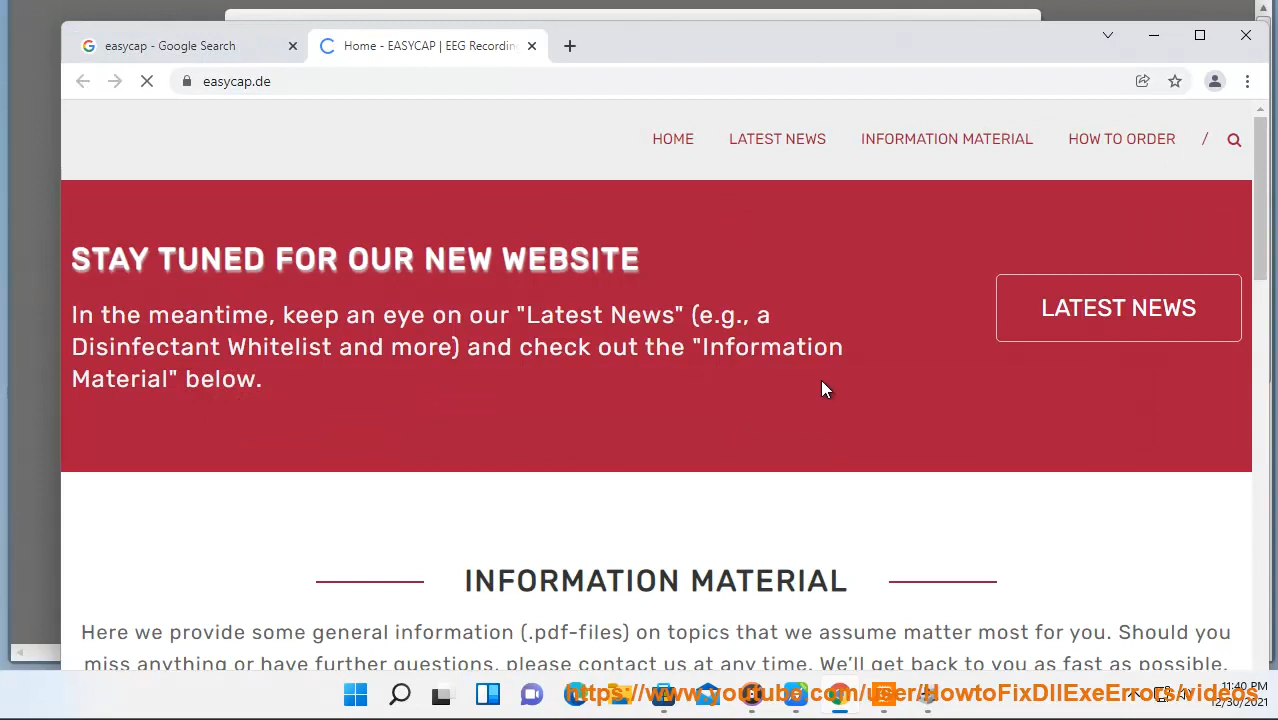 easycap - Google Search
Home - EASYCAP | EEG Recordin
easycap.de
HOME
LATEST NEWS
INFORMATION MATERIAL
HOW TO ORDER
/
STAY TUNED FOR OUR NEW WEBSITE
In the meantime, keep an eye on our "Latest News" (e.g., a
Disinfectant Whitelist and more) and check out the "Information
Material" below.
LATEST NEWS
INFORMATION MATERIAL
Here we provide some general information (.pdf-files) on topics that we assume matter most for you. Should you
miss anything or have further questions, please contact us at any time. We'll get back to you as fast as possible.
https://www.youtube.com/user/HowtoFixDllExeErrors/videos
11:40 PM
12/30/2021